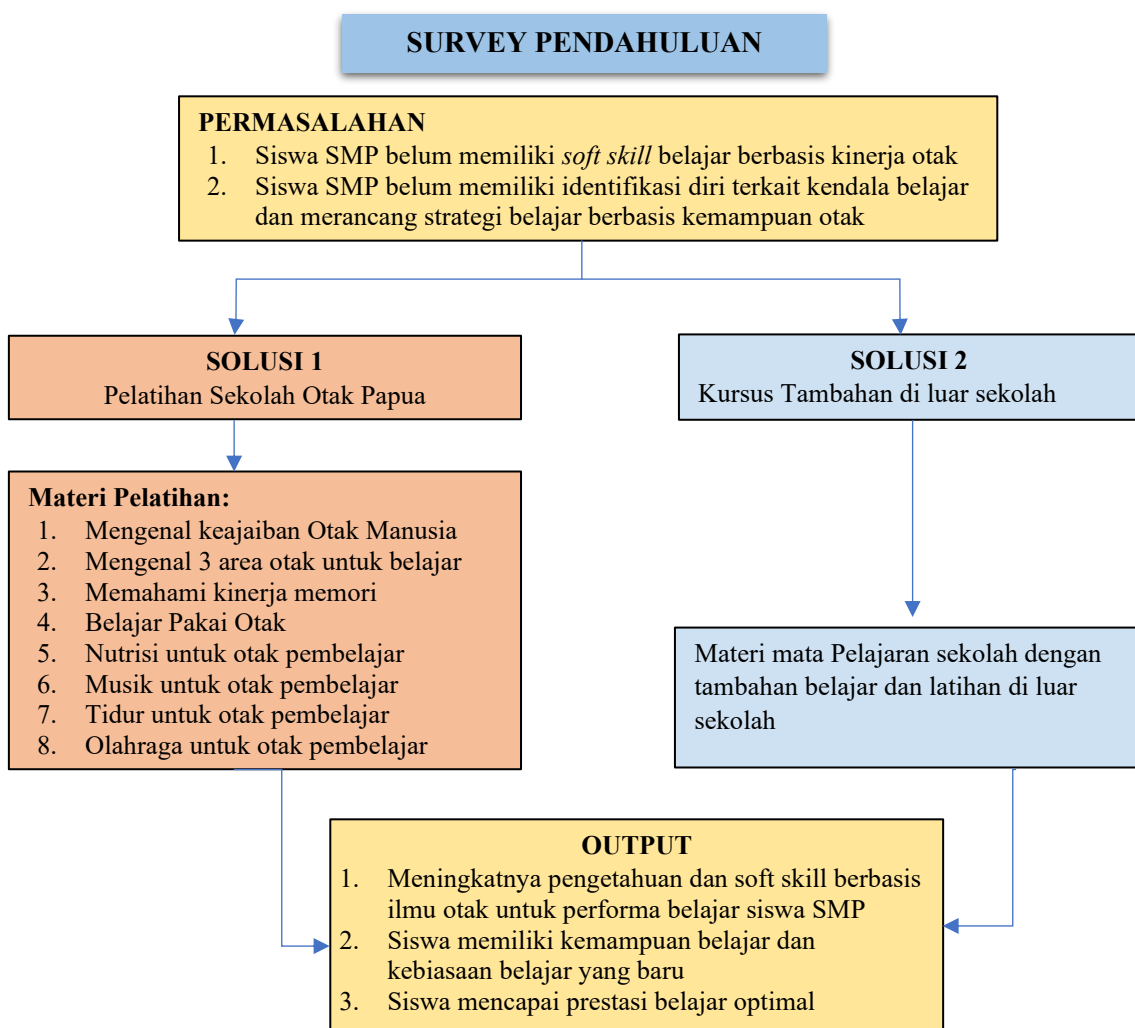 SURVEY PENDAHULUAN
PERMASALAHAN
1. Siswa SMP belum memiliki soft skill belajar berbasis kinerja otak
2. Siswa SMP belum memiliki identifikasi diri terkait kendala belajar
dan merancang strategi belajar berbasis kemampuan otak
SOLUSI 1
Pelatihan Sekolah Otak Papua
SOLUSI 2
Kursus Tambahan di luar sekolah
Materi Pelatihan:
1. Mengenal keajaiban Otak Manusia
2. Mengenal 3 area otak untuk belajar
3. Memahami kinerja memori
4. Belajar Pakai Otak
5. Nutrisi untuk otak pembelajar
6. Musik untuk otak pembelajar
7. Tidur untuk otak pembelajar
8. Olahraga untuk otak pembelajar
Materi mata Pelajaran sekolah dengan
tambahan belajar dan latihan di luar
sekolah
OUTPUT
1. Meningkatnya pengetahuan dan soft skill berbasis
ilmu otak untuk performa belajar siswa SMP
2. Siswa memiliki kemampuan belajar dan
kebiasaan belajar yang baru
3. Siswa mencapai prestasi belajar optimal